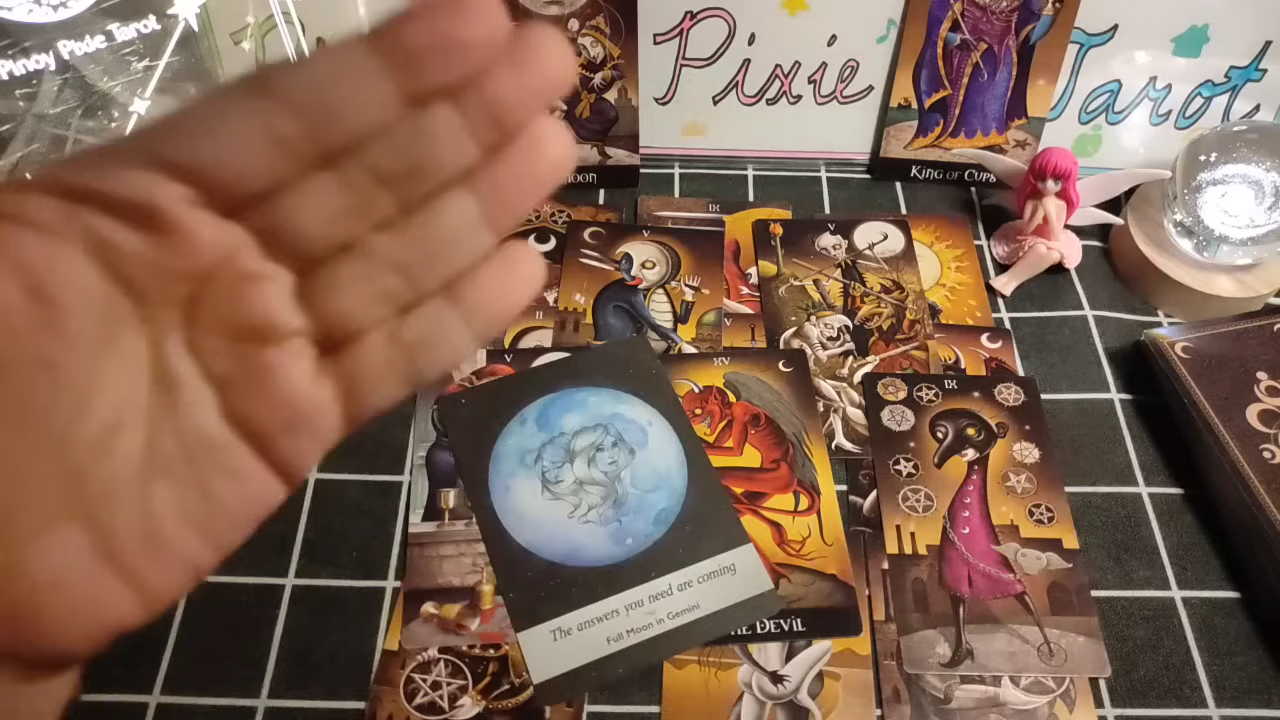 Pinoy Pixie Tarot
Pixie
Tarot
MOON
KING OF CUPS
IX
V
V
II
V
V
XV
IX
The answers you need are coming
Full Moon in Gemini
THE DEVIL